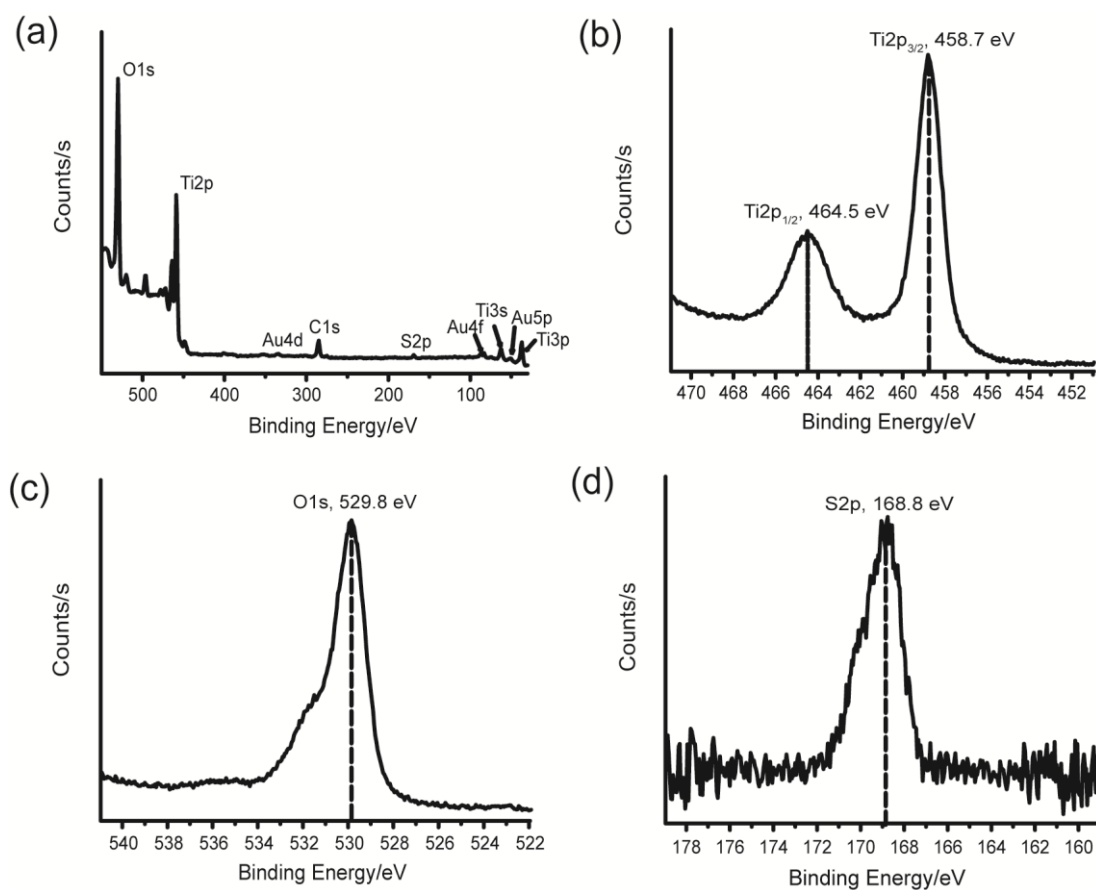 (a)
O1s
Ti2p
Au4d
C1s
S2p
Au4f
Ti3s
Au5p
Ti3p
Counts/s
500 400 300 200 100
Binding Energy/eV
(b)
Ti2p3/2, 458.7 eV
Ti2p1/2, 464.5 eV
Counts/s
470 468 466 464 462 460 458 456 454 452
Binding Energy/eV
(c)
O1s, 529.8 eV
Counts/s
540 538 536 534 532 530 528 526 524 522
Binding Energy/eV
(d)
S2p, 168.8 eV
Counts/s
178 176 174 172 170 168 166 164 162 160
Binding Energy/eV